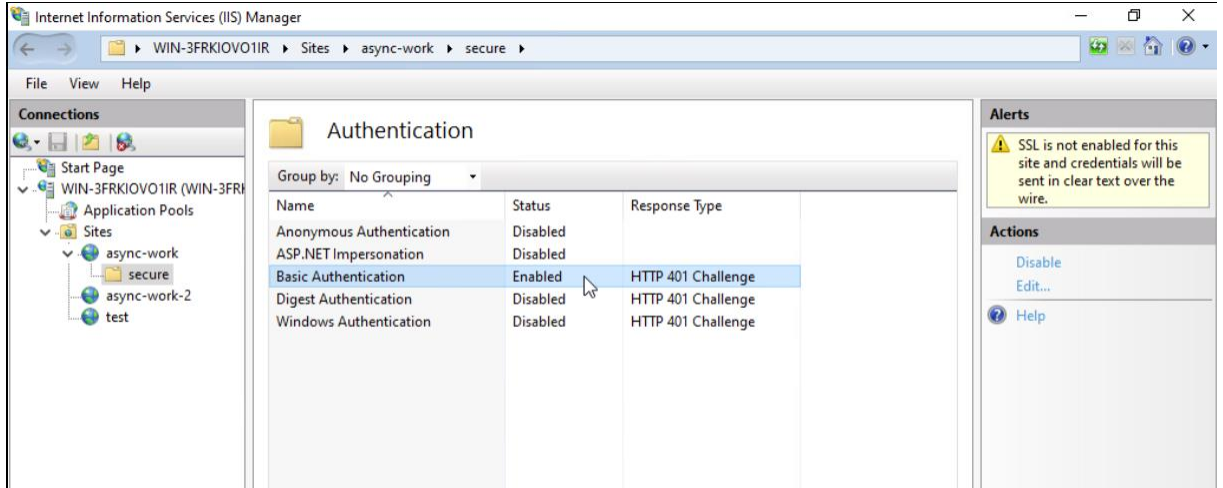 Internet Information Services (IIS) Manager
WIN-3FRKIOVO1IR Sites async-work secure
File View Help
Connections
Start Page
WIN-3FRKIOVO1IR (WIN-3FRK
Application Pools
Sites
async-work
secure
async-work-2
test
Authentication
Group by: No Grouping
Name Status Response Type
Anonymous Authentication Disabled
ASP.NET Impersonation Disabled
Basic Authentication Enabled HTTP 401 Challenge
Digest Authentication Disabled HTTP 401 Challenge
Windows Authentication Disabled HTTP 401 Challenge
Alerts
SSL is not enabled for this
site and credentials will be
sent in clear text over the
wire.
Actions
Disable
Edit...
Help